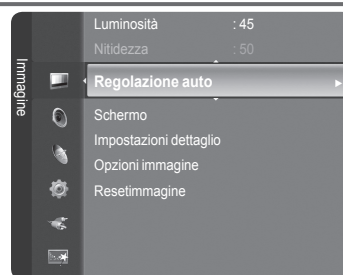 Immagine
Luminosità : 45
Nitidezza : 50
Regolazione auto
Schermo
Impostazioni dettaglio
Opzioni immagine
Resetimmagine